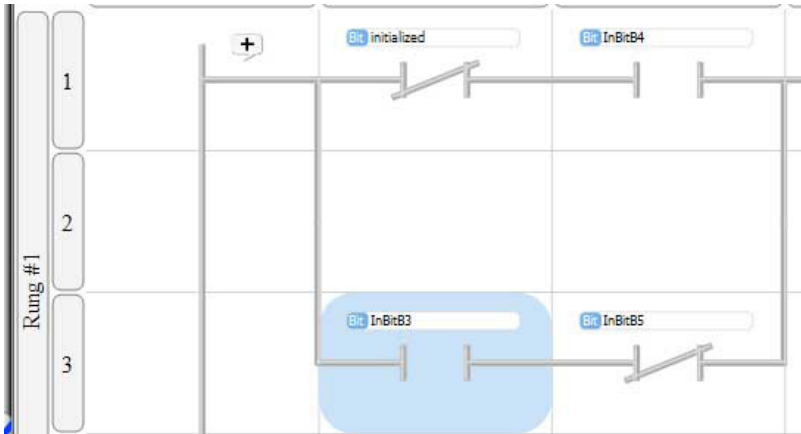 Rung #1
1
+
Bit initialized
Bit InBitB4
2
3
Bit InBitB3
Bit InBitB5